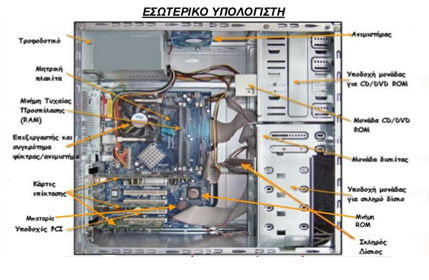 ΕΣΩΤΕΡΙΚΟ ΥΠΟΛΟΓΙΣΤΗ
Τροφοδοτικό
Μητρική
πλακέτα
Μνήμη Τυχαίας
Προσπέλασης
(RAM)
Επεξεργαστής και
συγκρότημα
ψύκτρας/ανεμιστήρα
Κάρτες
επέκτασης
Μπαταρία
Υποδοχές PCI
Ανεμιστήρας
Υποδοχή μονάδας
για CD/DVD ROM
Μονάδα CD/DVD
ROM
Μονάδα δισκέτας
Υποδοχή μονάδας
για σκληρό δίσκο
Μνήμη
ROM
Σκληρός
Δίσκος